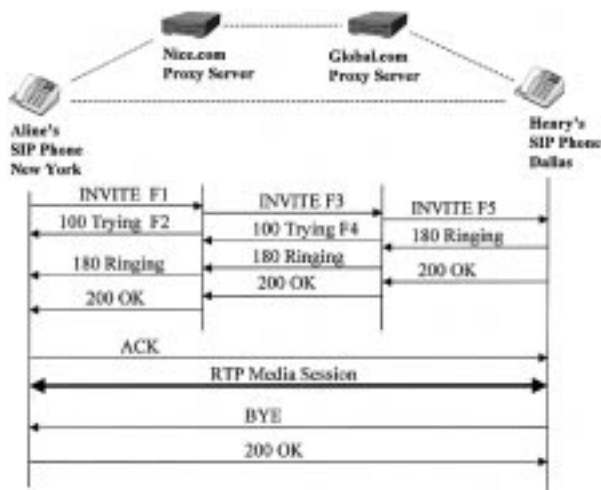 Nice.com
Proxy Server
Global.com
Proxy Server
Aline's
SIP Phone
New York
Henry's
SIP Phone
Dallas
INVITE F1
INVITE F3
INVITE F5
100 Trying F2
100 Trying F4
180 Ringing
180 Ringing
180 Ringing
200 OK
200 OK
200 OK
ACK
RTP Media Session
BYE
200 OK